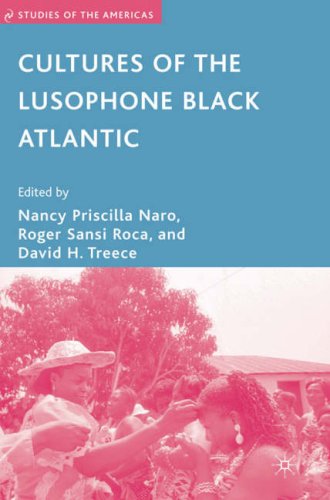 STUDIES OF THE AMERICAS
CULTURES OF THE
LUSOPHONE BLACK
ATLANTIC
Edited by
Nancy Priscilla Naro,
Roger Sansi Roca, and
David H. Treece